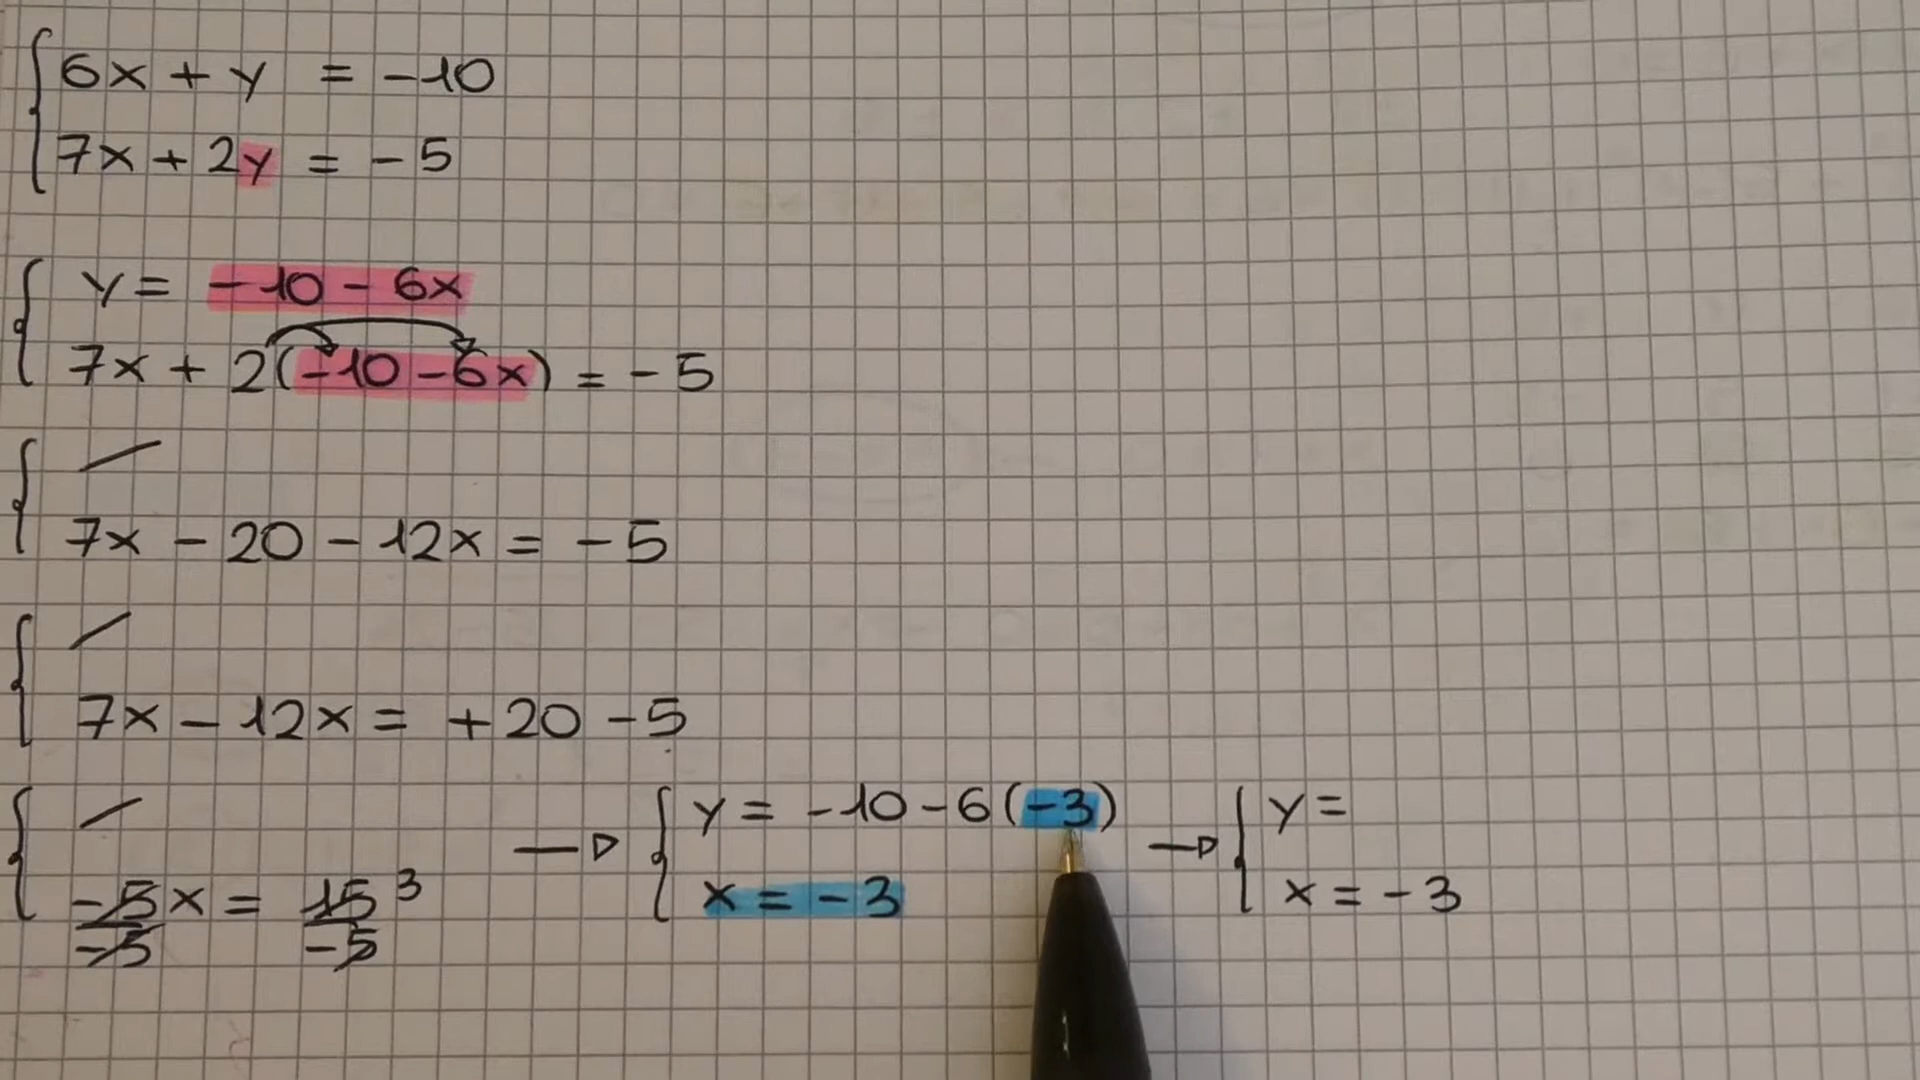 6x + y = -10
7x + 2y = -5
y = -10 - 6x
7x + 2(-10 - 6x) = -5
7x - 20 - 12x = -5
7x - 12x = +20 - 5
-5x/-5 = 15/-5 3
y = -10 - 6(-3)
x = -3
y =
x = -3